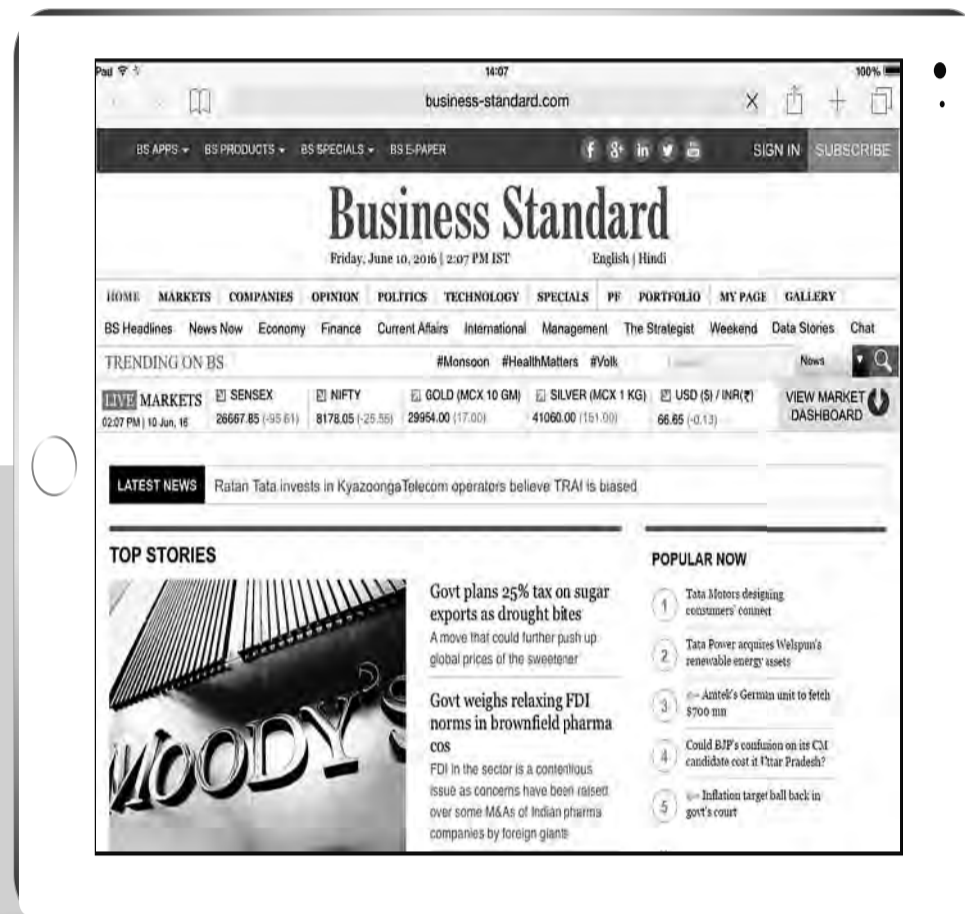 Pad 14:07 100%
business-standard.com
BS APPS BS PRODUCTS BS SPECIALS BS E-PAPER f g+ in You SIGN IN SUBSCRIBE
Business Standard
Friday, June 10, 2016 | 2:07 PM IST English | Hindi
HOME MARKETS COMPANIES OPINION POLITICS TECHNOLOGY SPECIALS PF PORTFOLIO MY PAGE GALLERY
BS Headlines News Now Economy Finance Current Affairs International Management The Strategist Weekend Data Stories Chat
TRENDING ON BS #Monsoon #HealthMatters #Volk News
LIVE MARKETS SENSEX NIFTY GOLD (MCX 10 GM) SILVER (MCX 1 KG) USD ($) / INR(₹) VIEW MARKET
02:07 PM | 10 Jun, 16 26667.85 (-95.61) 8178.05 (-25.55) 29954.00 (17.00) 41060.00 (151.00) 66.65 (-0.13) DASHBOARD
LATEST NEWS Ratan Tata invests in KyazoongaTelecom operators believe TRAI is biased
TOP STORIES
MOODY'S
Govt plans 25% tax on sugar
exports as drought bites
A move that could further push up
global prices of the sweetener
Govt weighs relaxing FDI
norms in brownfield pharma
cos
FDI in the sector is a contentious
issue as concerns have been raised
over some M&As of Indian pharma
companies by foreign giants
POPULAR NOW
1 Tata Motors designing
consumers' connect
2 Tata Power acquires Welspun's
renewable energy assets
3 Amtek's German unit to fetch
$700 mn
4 Could BJP's confusion on its CM
candidate cost it Uttar Pradesh?
5 Inflation target ball back in
govt's court